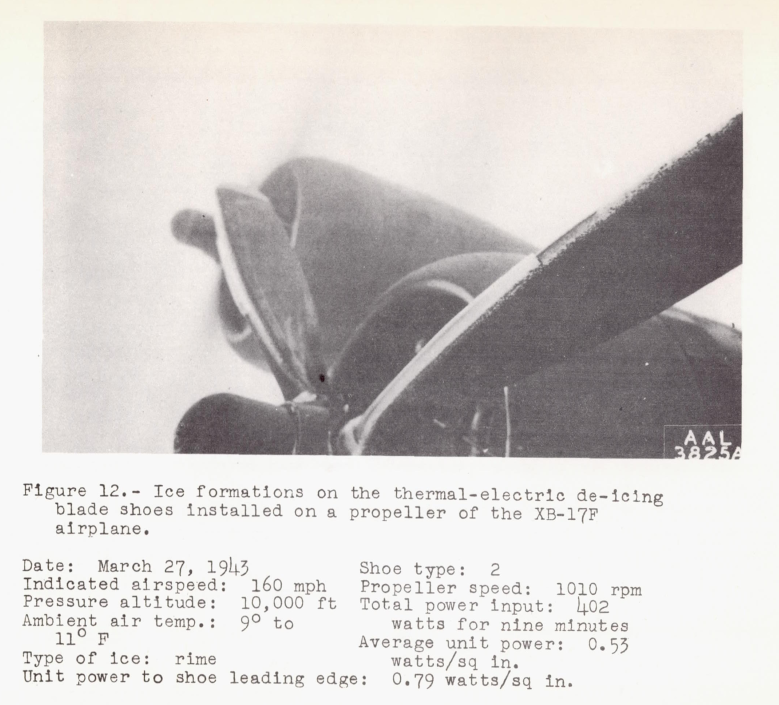 AAL
3825A
Figure 12.- Ice formations on the thermal-electric de-icing
blade shoes installed on a propeller of the XB-17F
airplane.
Date: March 27, 1943
Indicated airspeed: 160 mph
Pressure altitude: 10,000 ft
Ambient air temp.: 9° to
11° F
Type of ice: rime
Shoe type: 2
Propeller speed: 1010 rpm
Total power input: 402
watts for nine minutes
Average unit power: 0.53
watts/sq in.
Unit power to shoe leading edge: 0.79 watts/sq in.